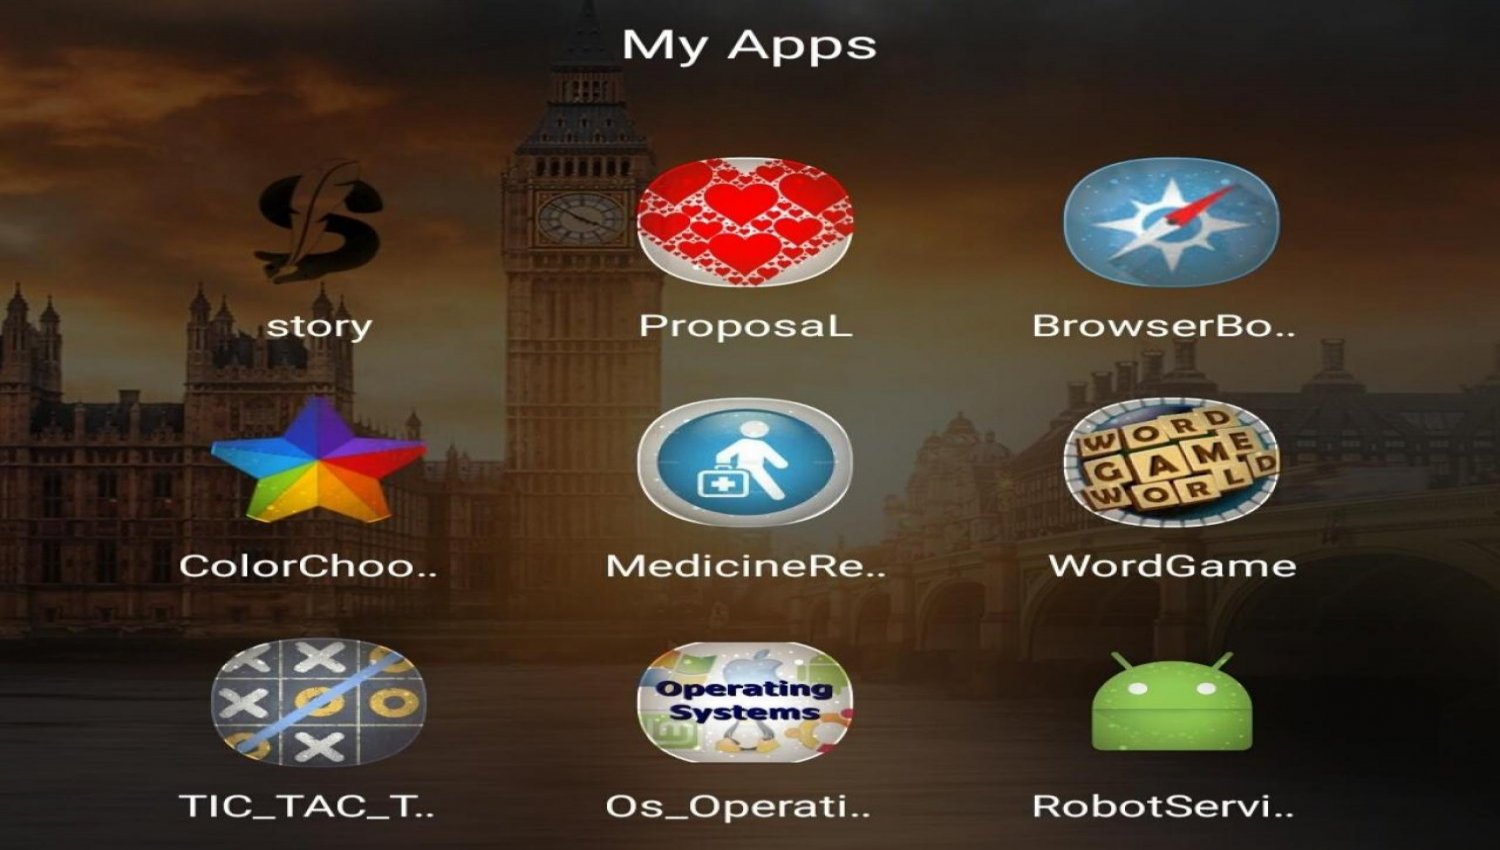 My Apps
story
ProposaL
BrowserBo..
WORD
GAME
WORLD
ColorChoo..
MedicineRe..
WordGame
Operating
Systems
TIC_TAC_T..
Os_Operati..
RobotServi..